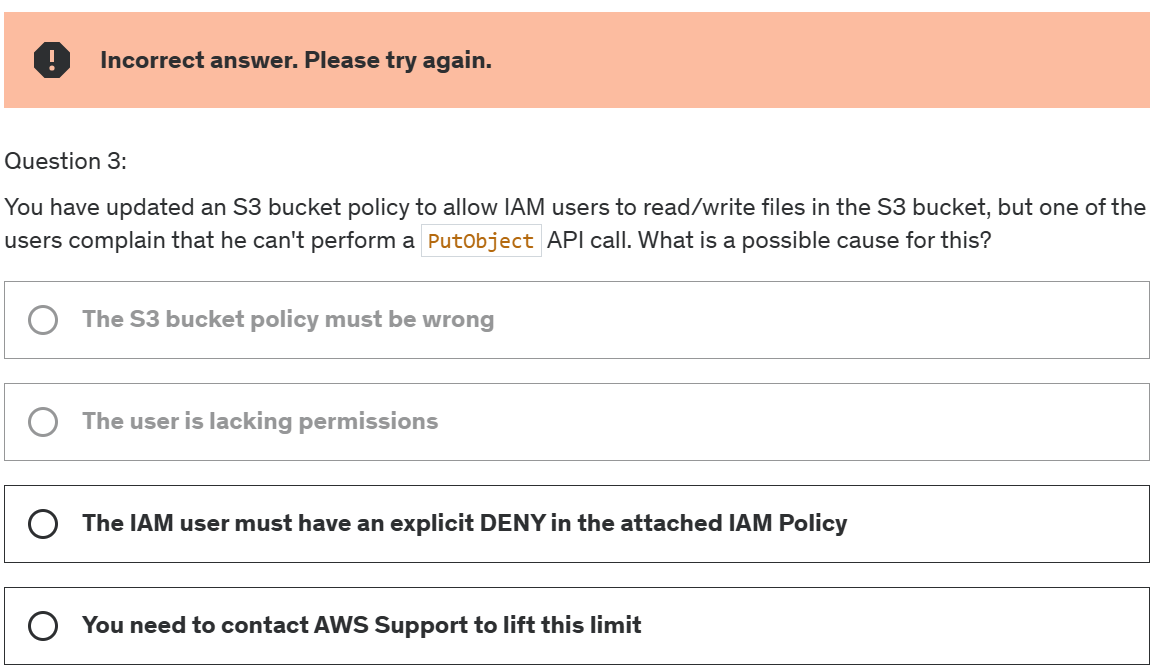 Incorrect answer. Please try again.
Question 3:
You have updated an S3 bucket policy to allow IAM users to read/write files in the S3 bucket, but one of the
users complain that he can't perform a PutObject API call. What is a possible cause for this?
The S3 bucket policy must be wrong
The user is lacking permissions
The IAM user must have an explicit DENY in the attached IAM Policy
You need to contact AWS Support to lift this limit